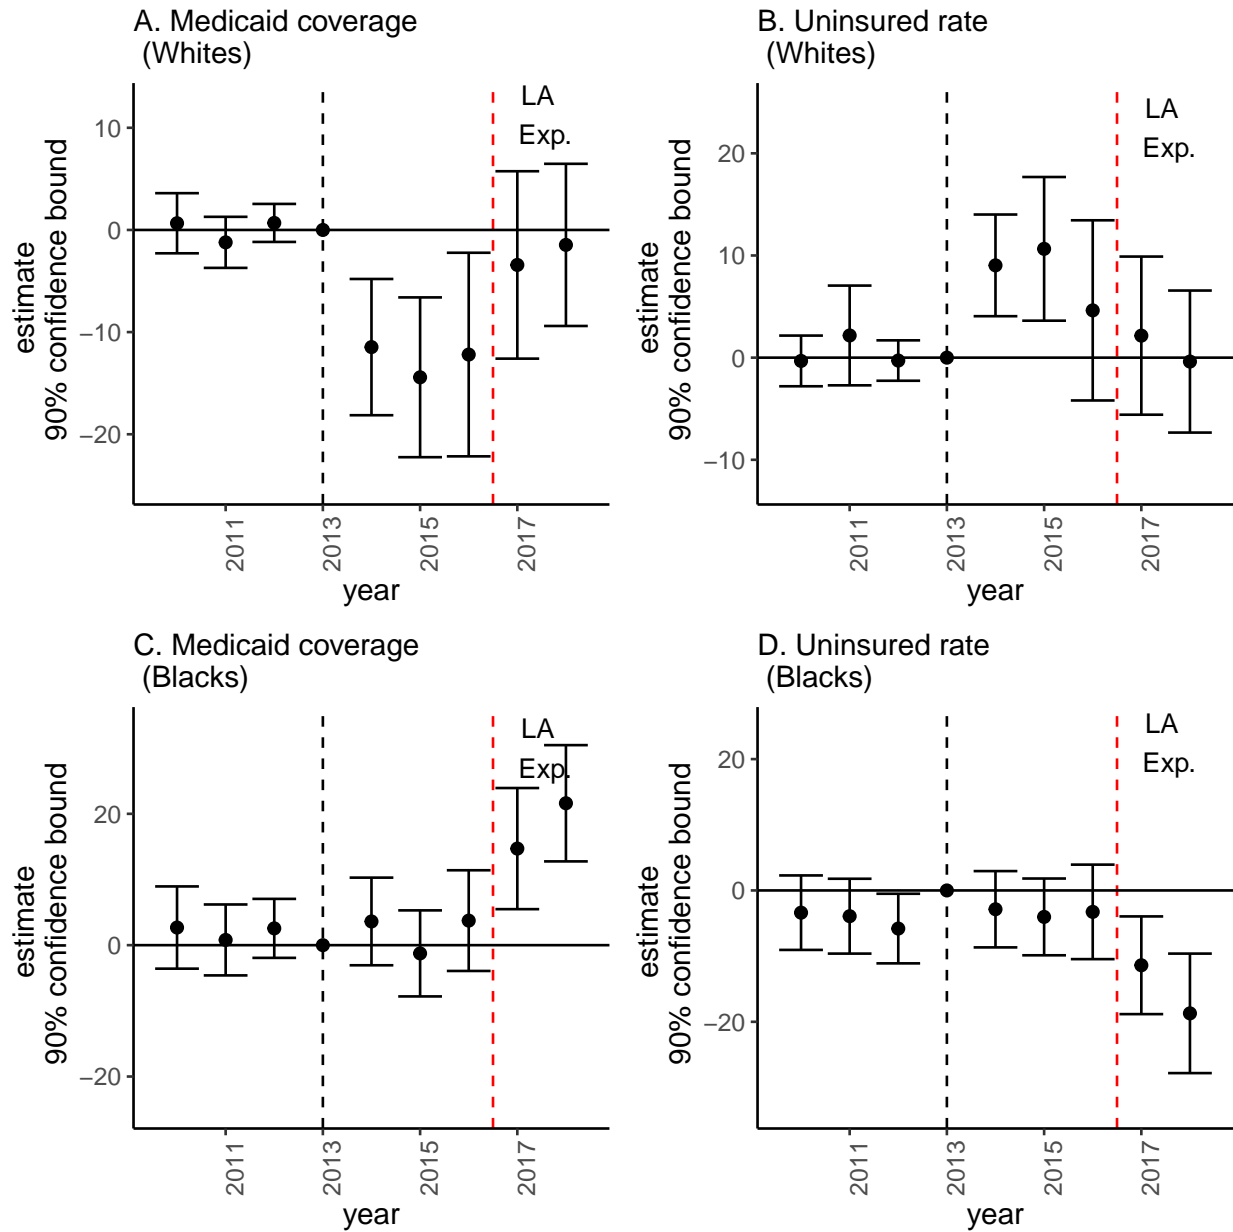 A. Medicaid coverage
(Whites)
LA
Exp.
10
0
−10
−20
estimate
90% confidence bound
2011
2013
2015
2017
year
B. Uninsured rate
(Whites)
LA
Exp.
20
10
0
−10
estimate
90% confidence bound
2011
2013
2015
2017
year
C. Medicaid coverage
(Blacks)
LA
Exp.
20
0
−20
estimate
90% confidence bound
2011
2013
2015
2017
year
D. Uninsured rate
(Blacks)
LA
Exp.
20
0
−20
estimate
90% confidence bound
2011
2013
2015
2017
year